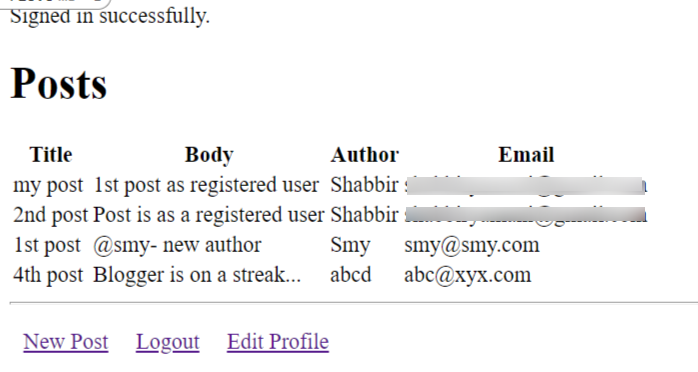 Signed in successfully.
Posts
Title Body Author Email
my post 1st post as registered user Shabbir
2nd post Post is as a registered user Shabbir
1st post @smy- new author Smy smy@smy.com
4th post Blogger is on a streak... abcd abc@xyx.com
New Post Logout Edit Profile